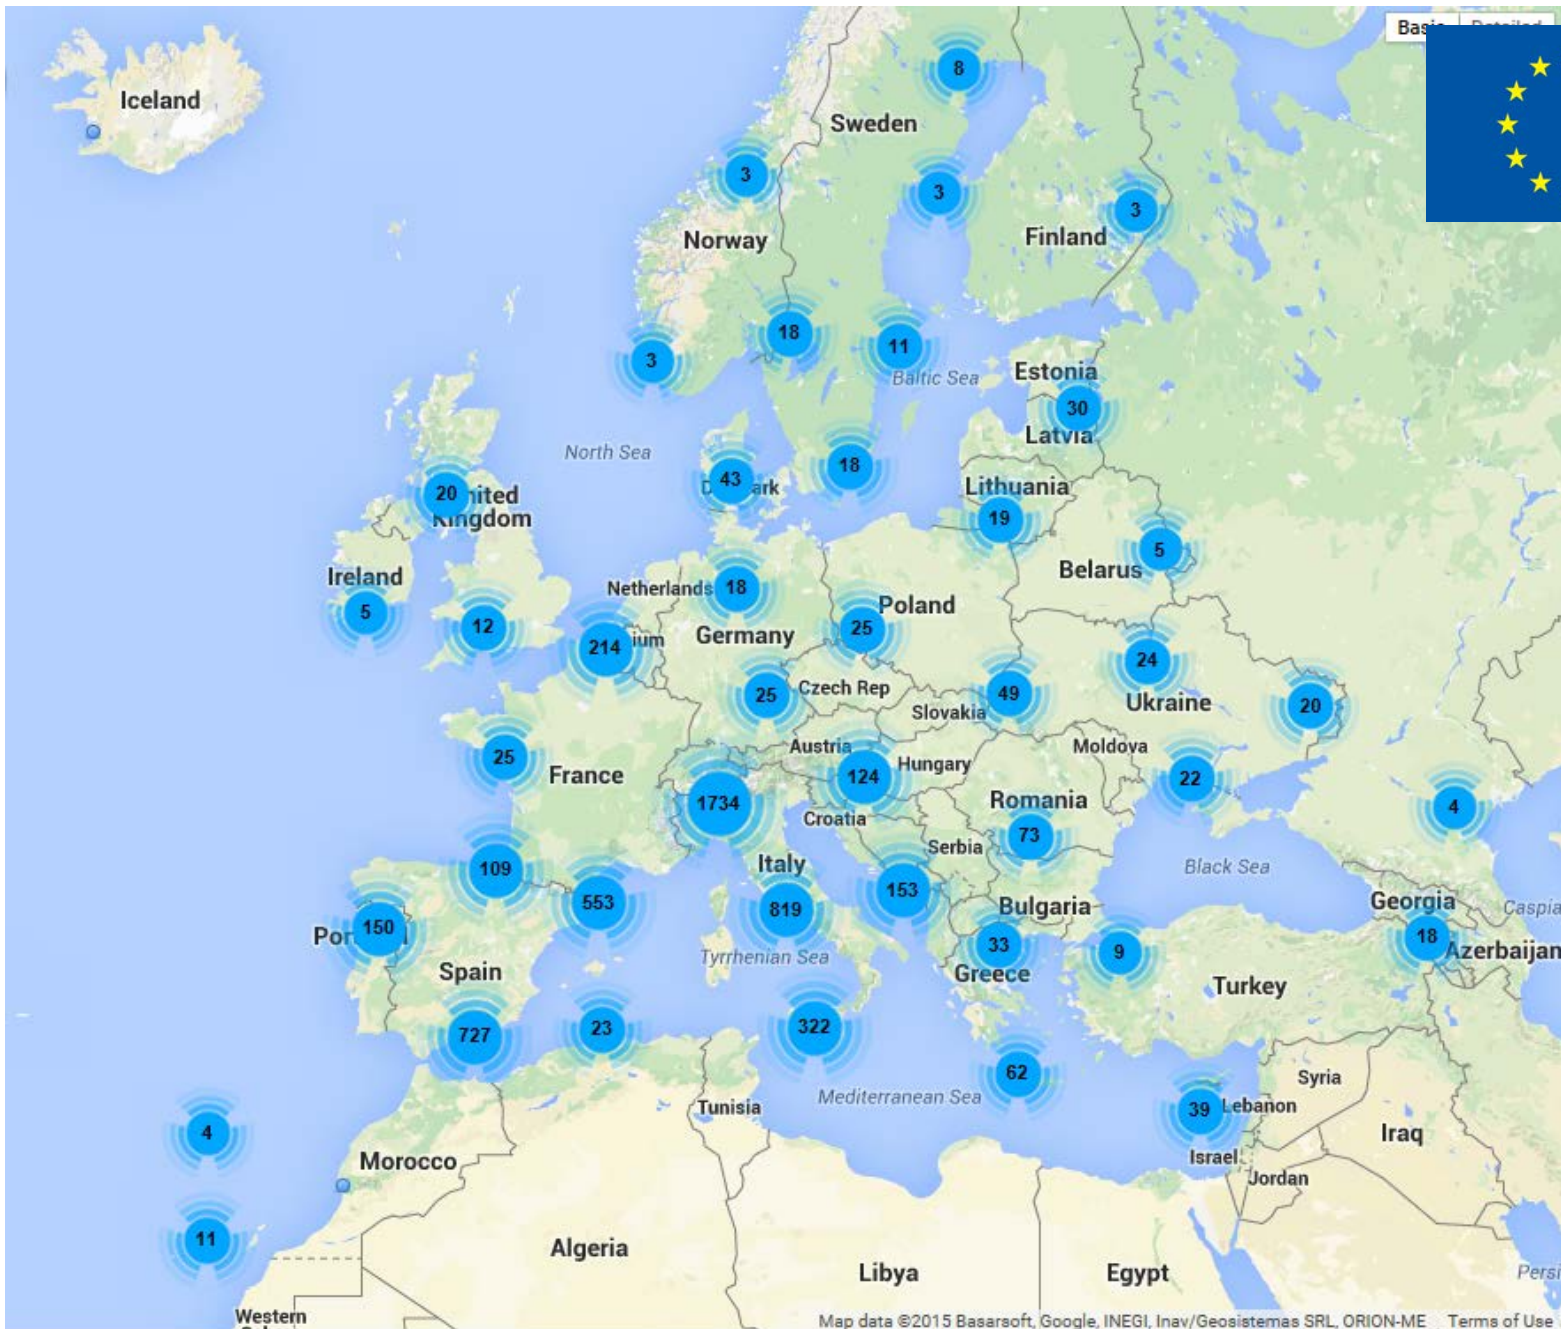 Basic
Iceland
8
Sweden
3
3
3
Norway
Finland
18
11
3
Baltic Sea
Estonia
30
Latvia
North Sea
18
43
Lithuania
20
United
Kingdom
19
5
Belarus
Ireland
Netherlands
18
5
Poland
12
25
Germany
214
24
Czech Rep
25
49
20
Ukraine
Slovakia
Austria
Moldova
25
Hungary
France
124
22
1734
Romania
4
Croatia
73
Serbia
Italy
Black Sea
109
153
553
Georgia
819
Bulgaria
Caspia
150
18
33
9
Azerbaijan
Tyrrhenian Sea
Spain
Greece
Turkey
727
23
322
62
Syria
Mediterranean Sea
Tunisia
39
Lebanon
4
Iraq
Israel
Morocco
Jordan
11
Algeria
Libya
Egypt
Persi
Western
Map data ©2015 Basarsoft, Google, INEGI, Inav/Geosistemas SRL, ORION-ME Terms of Use